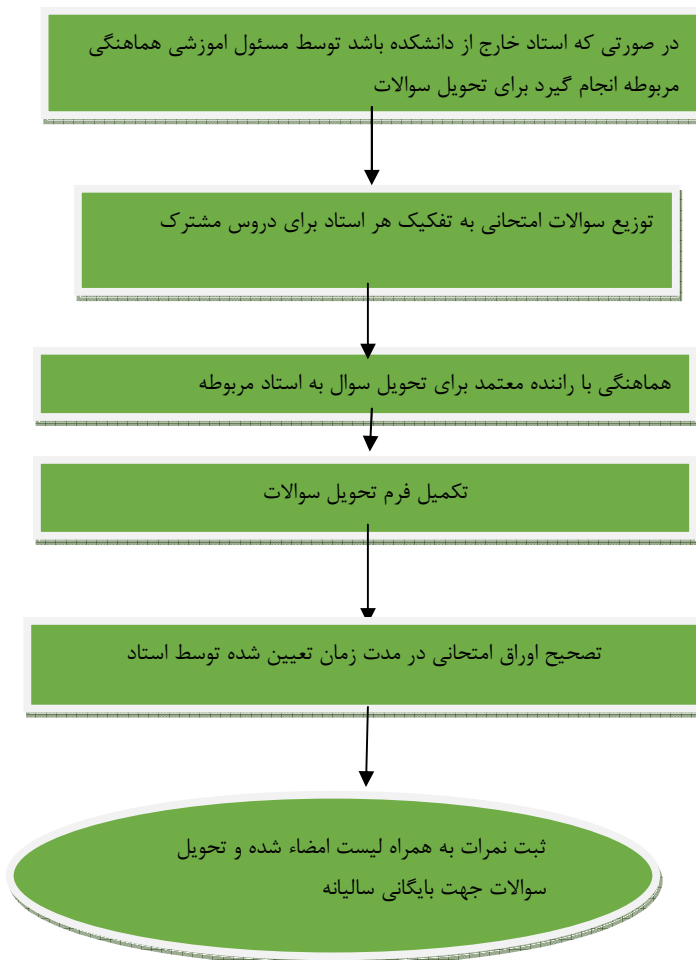 در صورتی که استاد خارج از دانشکده باشد توسط مسئول اموزشی هماهنگی
مربوطه انجام گیرد برای تحویل سوالات
توزیع سوالات امتحانی به تفکیک هر استاد برای دروس مشترک
هماهنگی با راننده معتمد برای تحویل سوال به استاد مربوطه
تکمیل فرم تحویل سوالات
تصحیح اوراق امتحانی در مدت زمان تعیین شده توسط استاد
ثبت نمرات به همراه لیست امضاء شده و تحویل
سوالات جهت بایگانی سالیانه